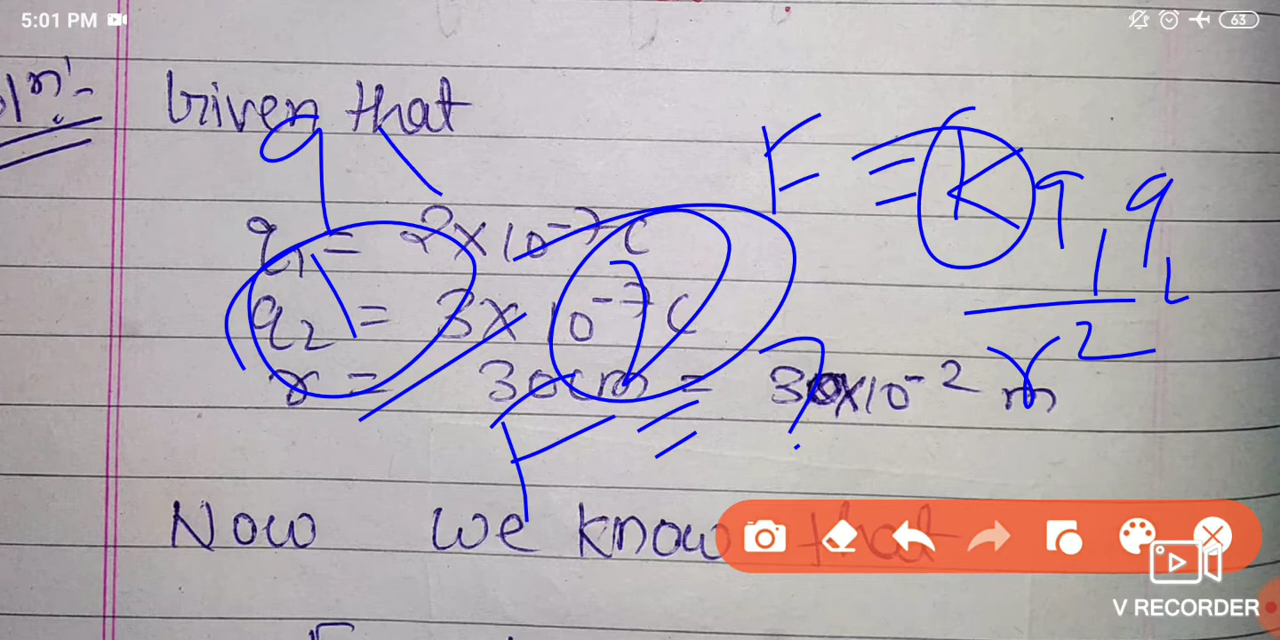 5:01 PM
63
ol n:-
Given that
q
F = K q1 q2
r2
q1 = 2×10-7 C
q2 = 3×10-7 C
r = 30cm = 30×10-2 m
F = ?
Now we know that
V RECORDER